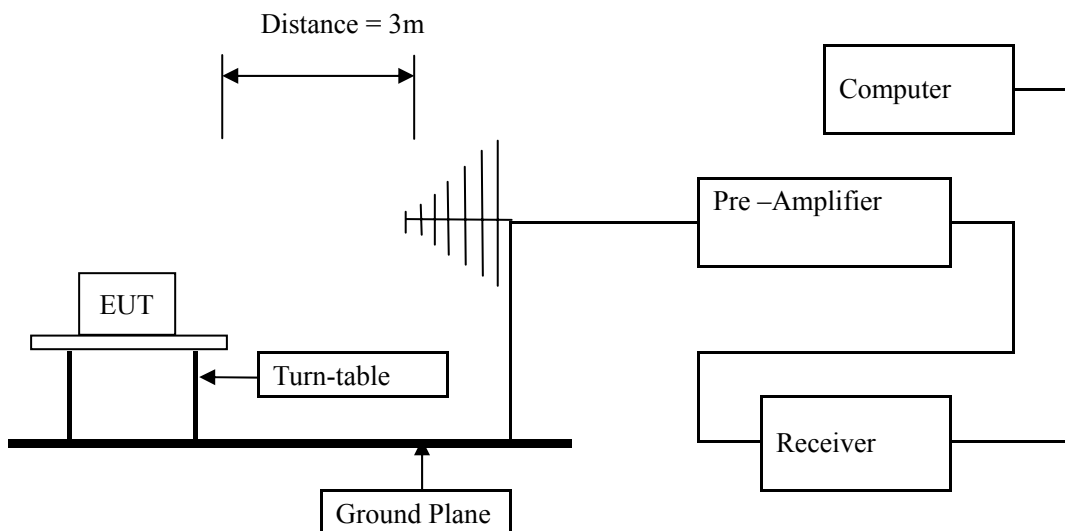 Distance = 3m
Computer
Pre –Amplifier
EUT
Turn-table
Receiver
Ground Plane